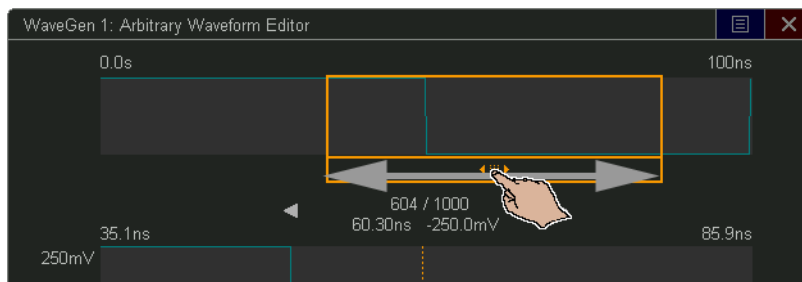 WaveGen 1: Arbitrary Waveform Editor
0.0s 100ns
604 / 1000
60.30ns -250.0mV
35.1ns 85.9ns
250mV